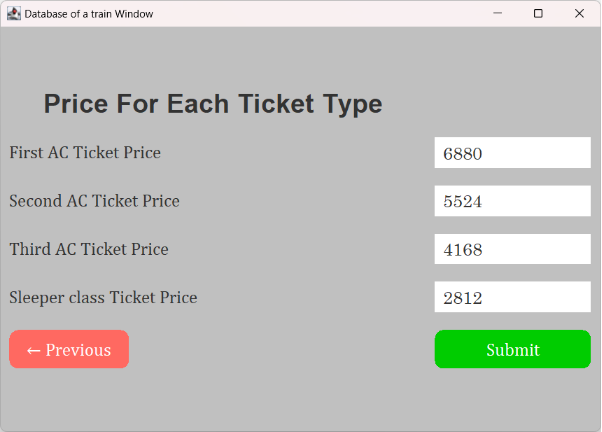 Database of a train Window
Price For Each Ticket Type
First AC Ticket Price 6880
Second AC Ticket Price 5524
Third AC Ticket Price 4168
Sleeper class Ticket Price 2812
← Previous Submit